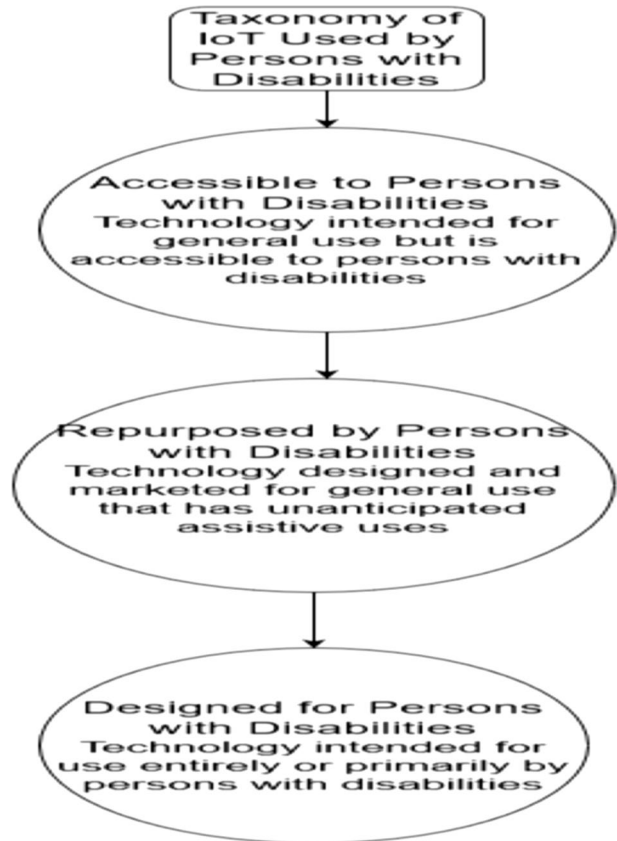 Taxonomy of
IoT Used by
Persons with
Disabilities
Accessible to Persons
with Disabilities
Technology intended for
general use but is
accessible to persons with
disabilities
Repurposed by Persons
with Disabilities
Technology designed and
marketed for general use
that has unanticipated
assistive uses
Designed for Persons
with Disabilities
Technology intended for
use entirely or primarily by
persons with disabilities